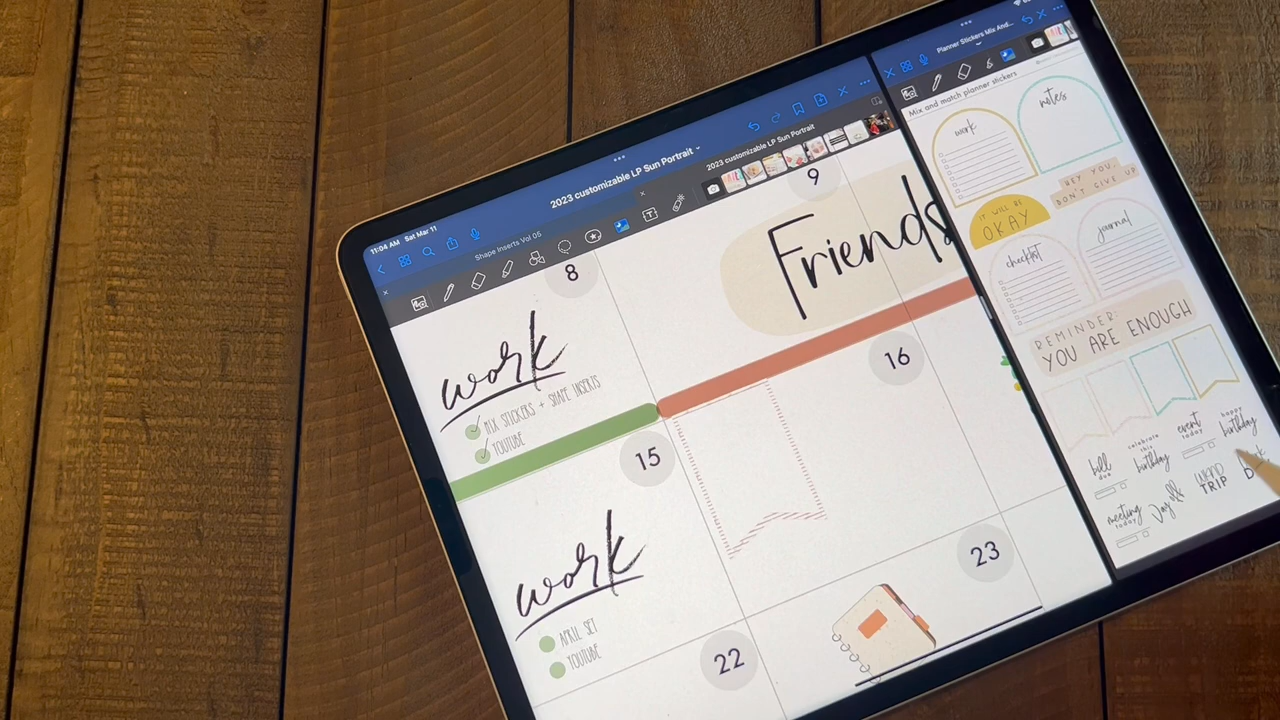 11:04 AM Sat Mar 11
2023 customizable LP Sun Portrait
Shape Inserts Vol 05
2023 customizable LP Sun Portrait
8
9
Friends
work
MIX STICKERS + SHAPE INSERTS
YOUTUBE
15
16
work
APRIL SET
YOUTUBE
22
23
Planner Stickers Mix And...
Mix and match planner stickers
work
notes
HEY YOU,
DON'T GIVE UP
IT WILL BE
OKAY
checklist
journal
REMINDER:
YOU ARE ENOUGH
bill
due
celebrate
this
birthday
event
today
happy
birthday
meeting
today
Day off
WKND
TRIP